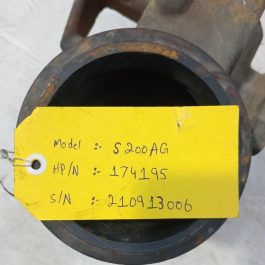 Model :- S200AG
HP/N :- 174195
S/N :- 210913006